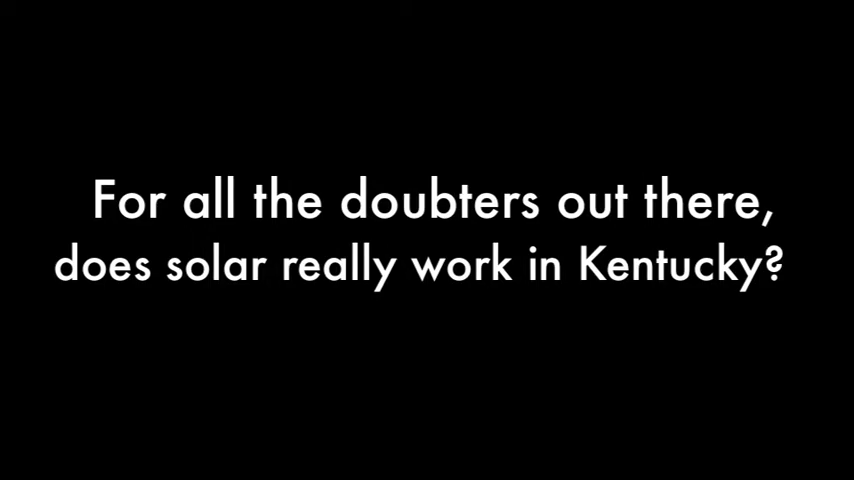 For all the doubters out there,
does solar really work in Kentucky?